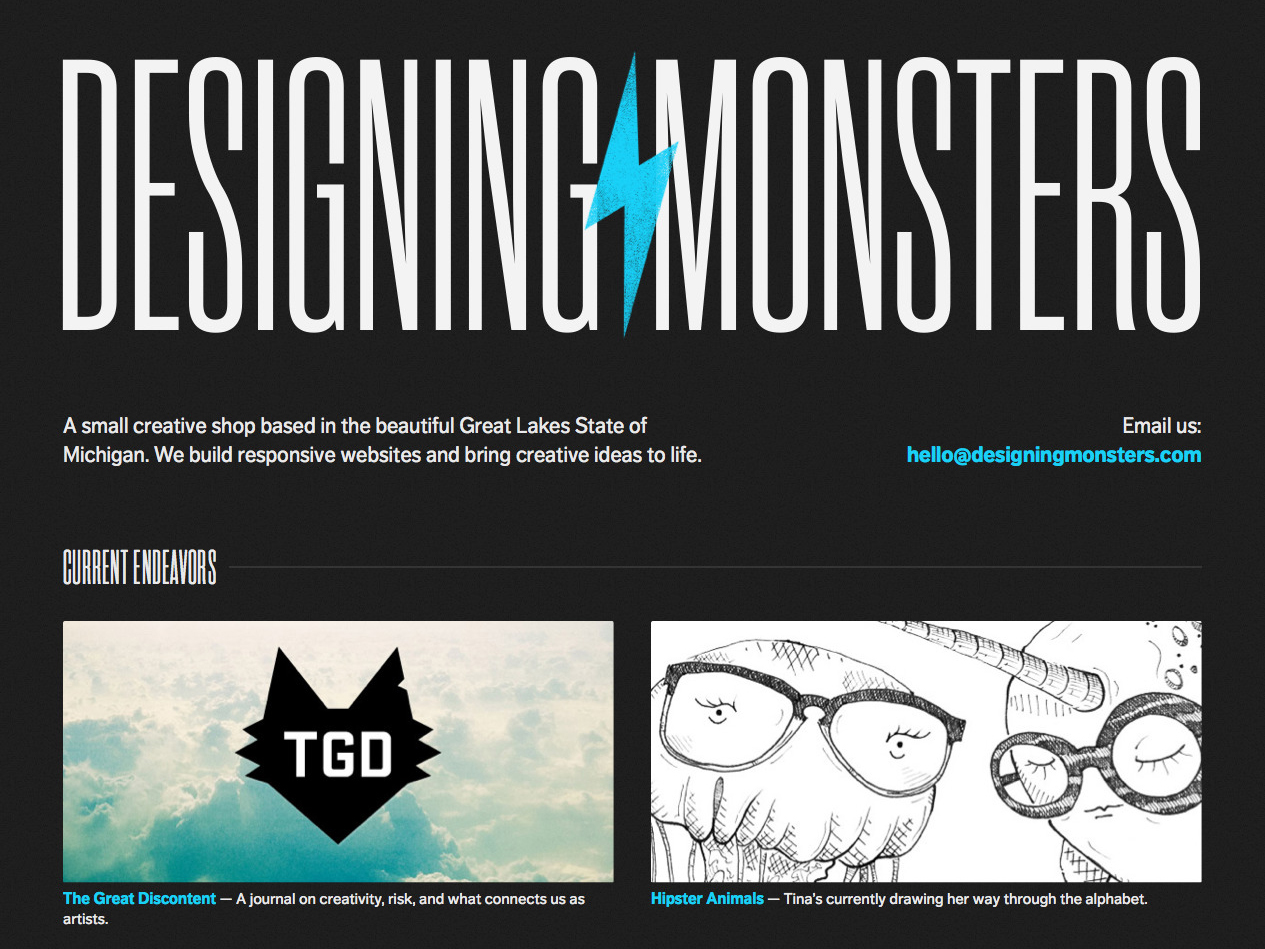 DESIGNING MONSTERS
A small creative shop based in the beautiful Great Lakes State of
Michigan. We build responsive websites and bring creative ideas to life.
Email us:
hello@designingmonsters.com
CURRENT ENDEAVORS
TGD
The Great Discontent — A journal on creativity, risk, and what connects us as
artists.
Hipster Animals — Tina's currently drawing her way through the alphabet.